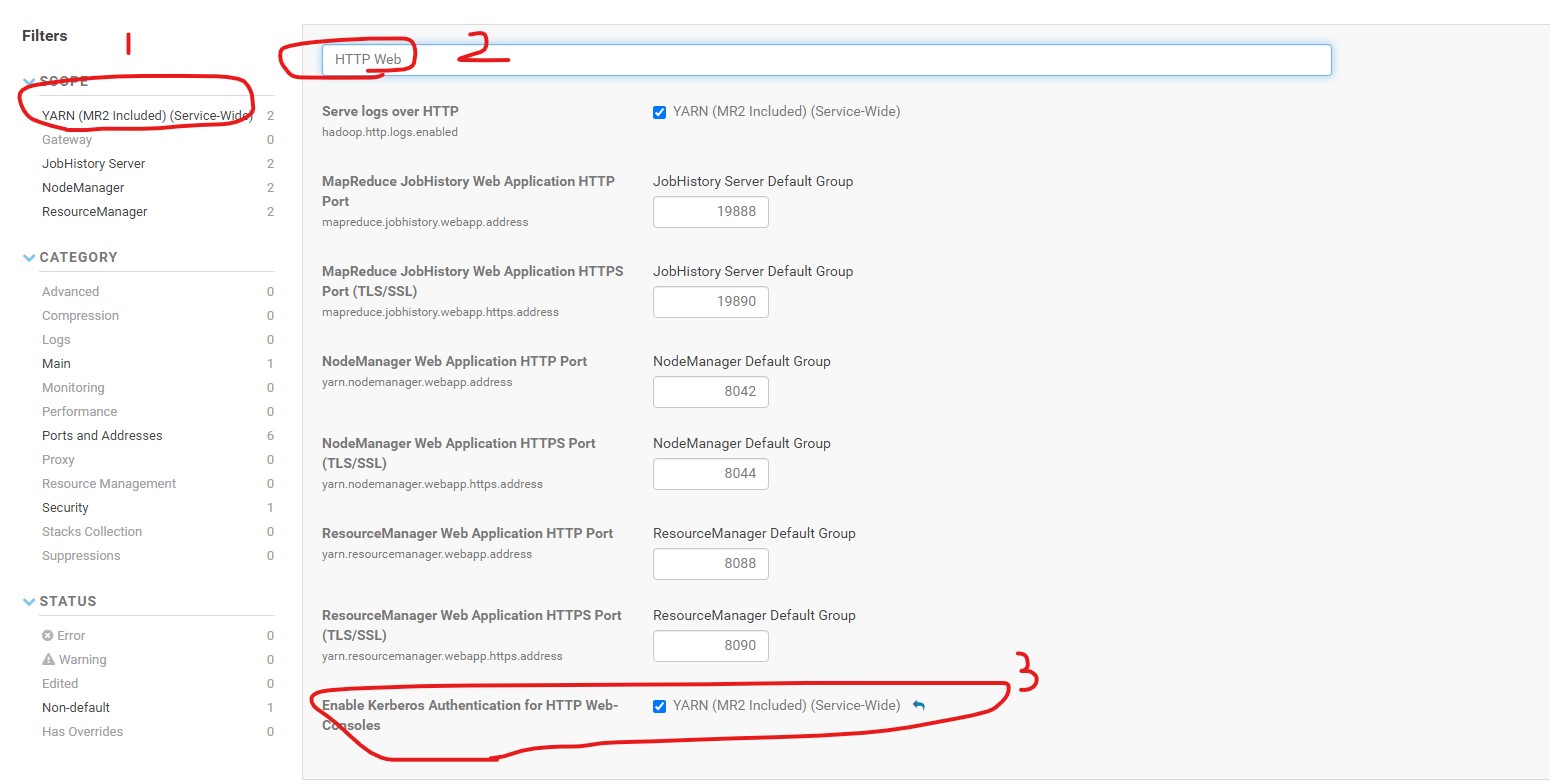 Filters
1
SCOPE
YARN (MR2 Included) (Service-Wide) 2
Gateway 0
JobHistory Server 2
NodeManager 2
ResourceManager 2
CATEGORY
Advanced 0
Compression 0
Logs 0
Main 1
Monitoring 0
Performance 0
Ports and Addresses 6
Proxy 0
Resource Management 0
Security 1
Stacks Collection 0
Suppressions 0
STATUS
Error 0
Warning 0
Edited 0
Non-default 1
Has Overrides 0
HTTP Web 2
Serve logs over HTTP YARN (MR2 Included) (Service-Wide)
hadoop.http.logs.enabled
MapReduce JobHistory Web Application HTTP JobHistory Server Default Group
Port 19888
mapreduce.jobhistory.webapp.address
MapReduce JobHistory Web Application HTTPS JobHistory Server Default Group
Port (TLS/SSL) 19890
mapreduce.jobhistory.webapp.https.address
NodeManager Web Application HTTP Port NodeManager Default Group
yarn.nodemanager.webapp.address 8042
NodeManager Web Application HTTPS Port NodeManager Default Group
(TLS/SSL) 8044
yarn.nodemanager.webapp.https.address
ResourceManager Web Application HTTP Port ResourceManager Default Group
yarn.resourcemanager.webapp.address 8088
ResourceManager Web Application HTTPS Port ResourceManager Default Group
(TLS/SSL) 8090
yarn.resourcemanager.webapp.https.address
3
Enable Kerberos Authentication for HTTP Web- YARN (MR2 Included) (Service-Wide)
Consoles